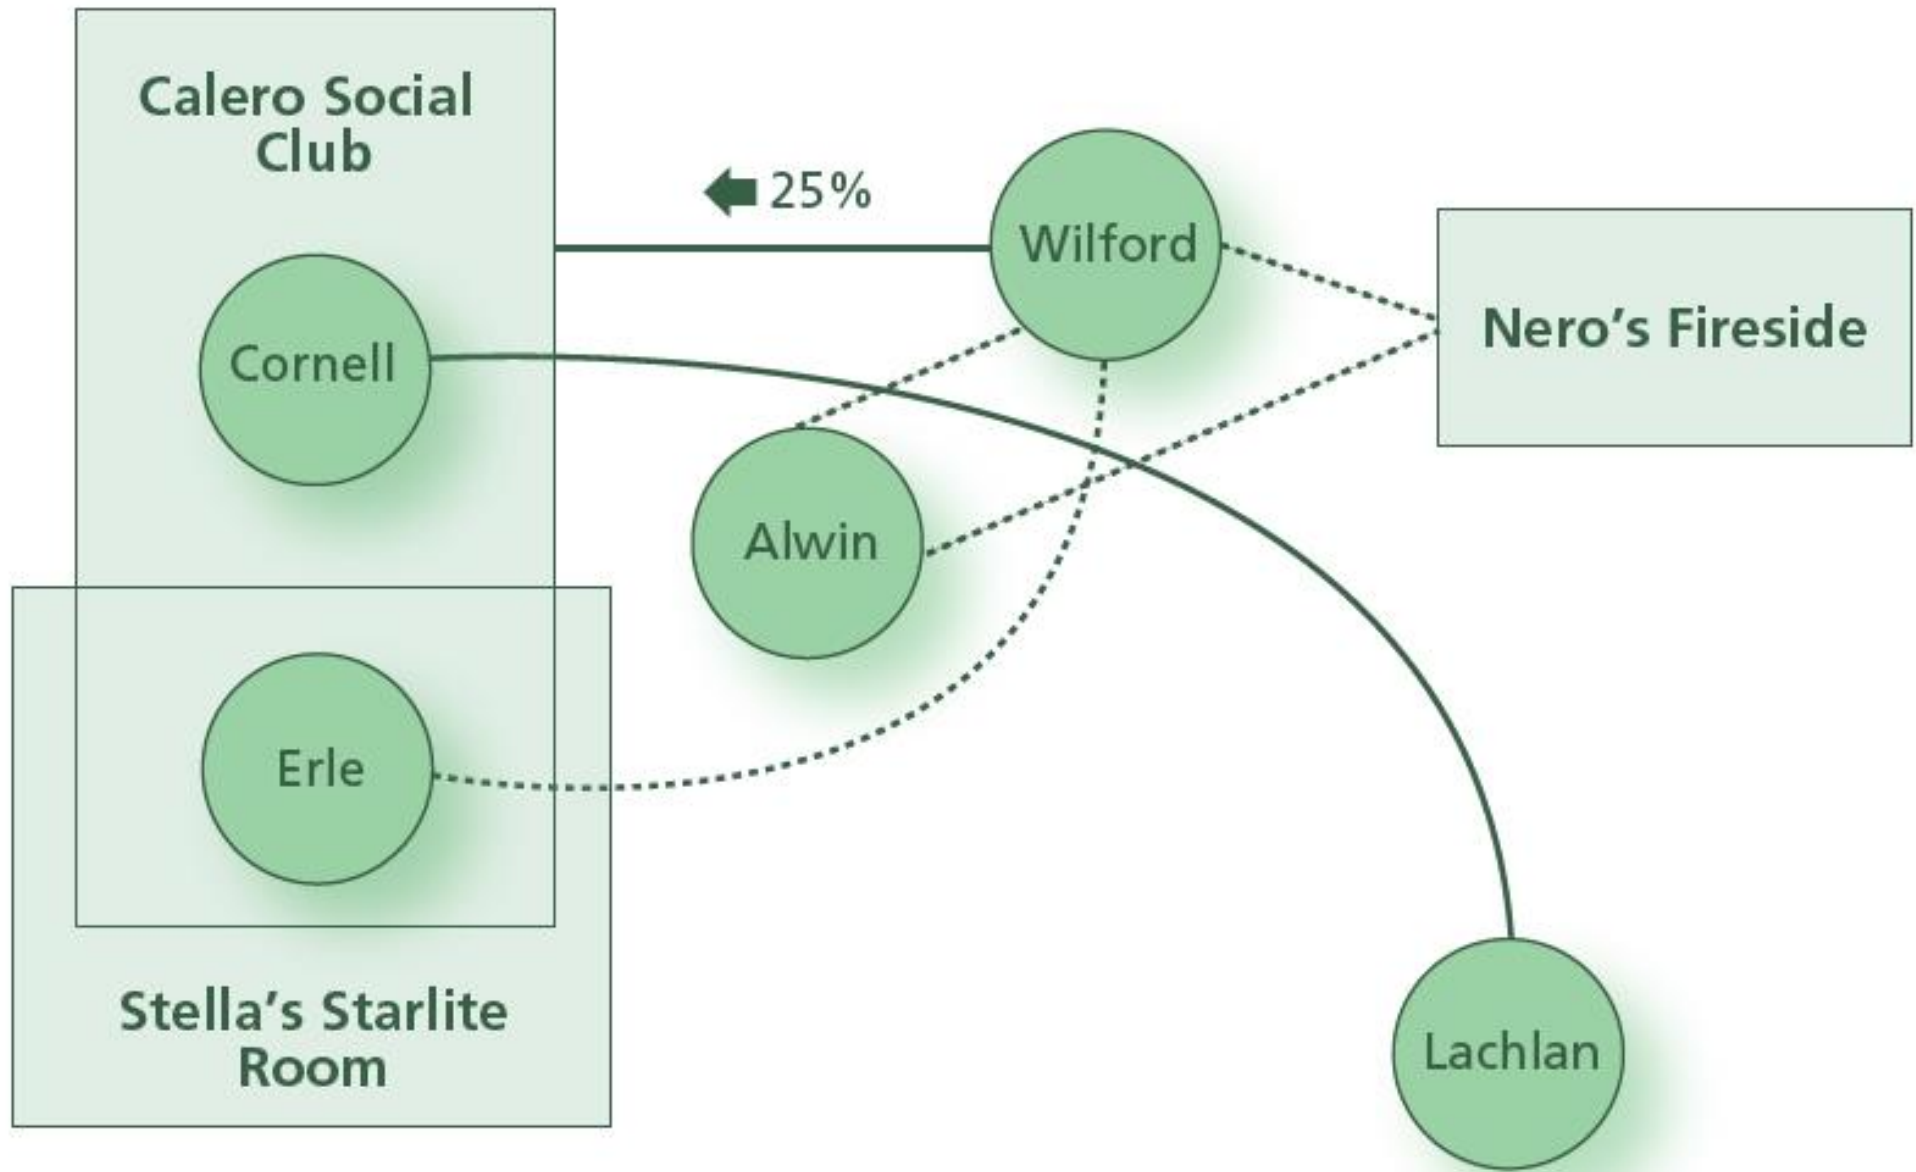 Calero Social
Club
25%
Wilford
Nero’s Fireside
Cornell
Alwin
Erle
Stella’s Starlite
Room
Lachlan